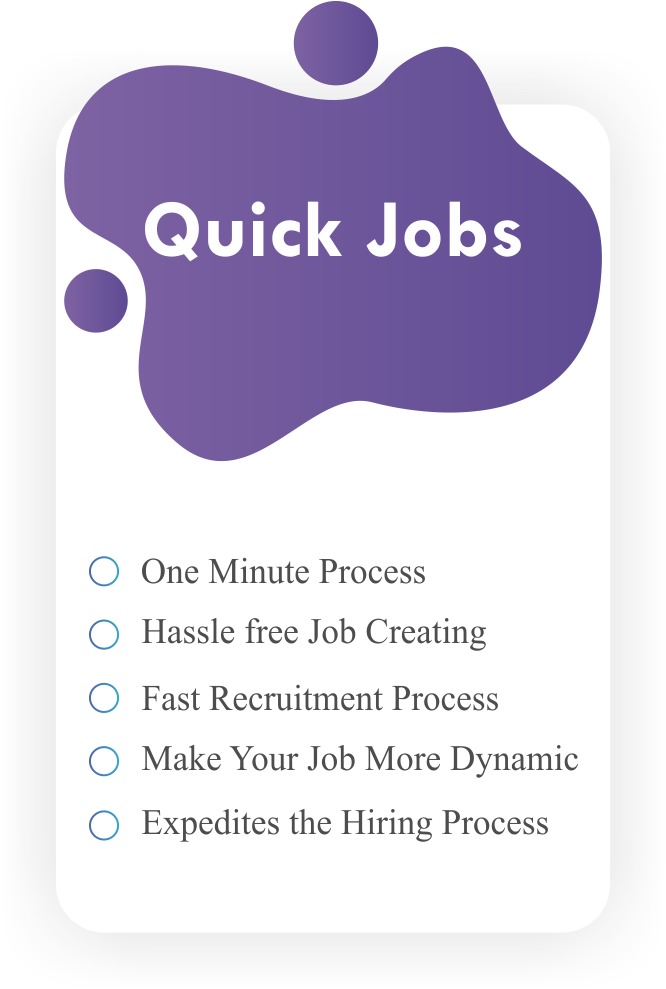 Quick Jobs
One Minute Process
Hassle free Job Creating
Fast Recruitment Process
Make Your Job More Dynamic
Expedites the Hiring Process